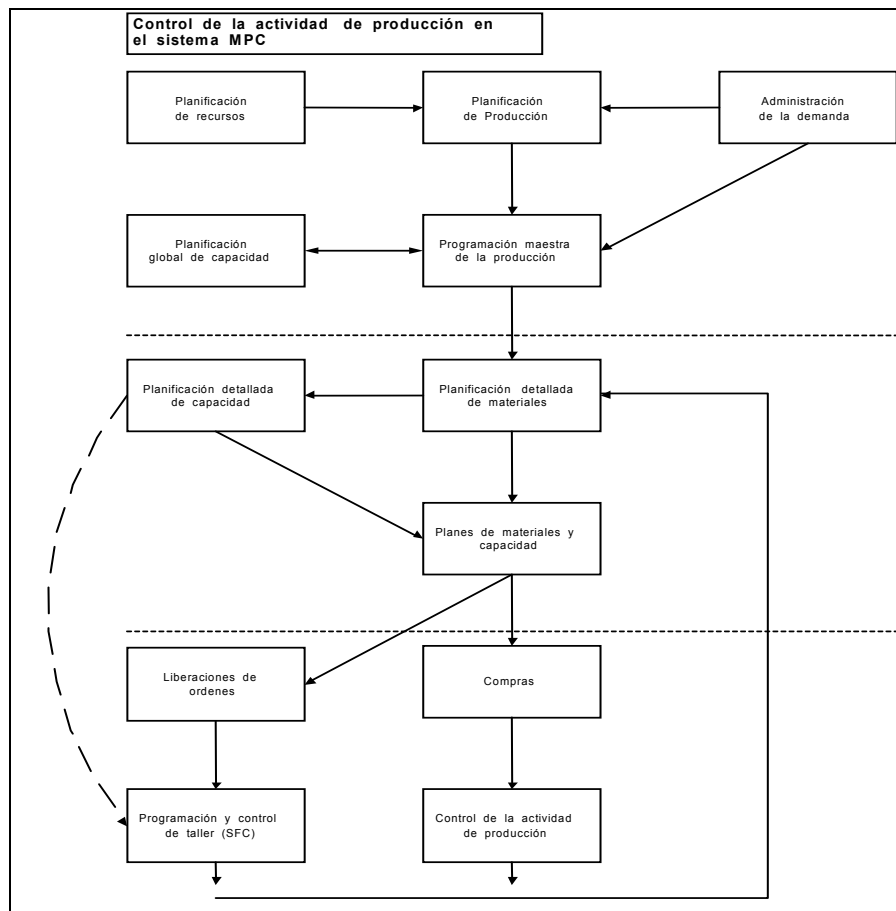 Control de la actividad de producción en
el sistema MPC
Planificación
de recursos
Planificación
de Producción
Administración
de la demanda
Planificación
global de capacidad
Programación maestra
de la producción
Planificación detallada
de capacidad
Planificación detallada
de materiales
Planes de materiales y
capacidad
Liberaciones de
ordenes
Compras
Programación y control
de taller (SFC)
Control de la actividad
de producción